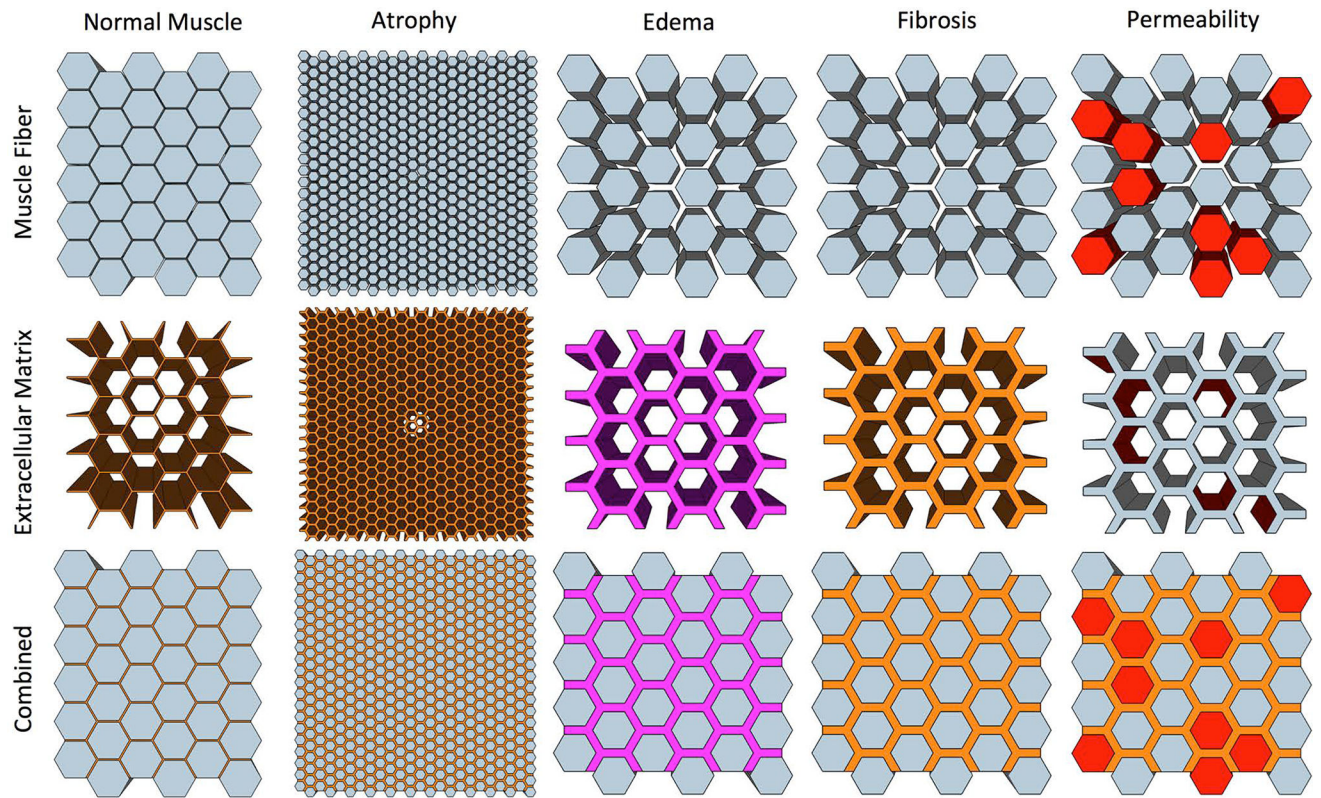 Normal Muscle
Atrophy
Edema
Fibrosis
Permeability
Muscle Fiber
Extracellular Matrix
Combined